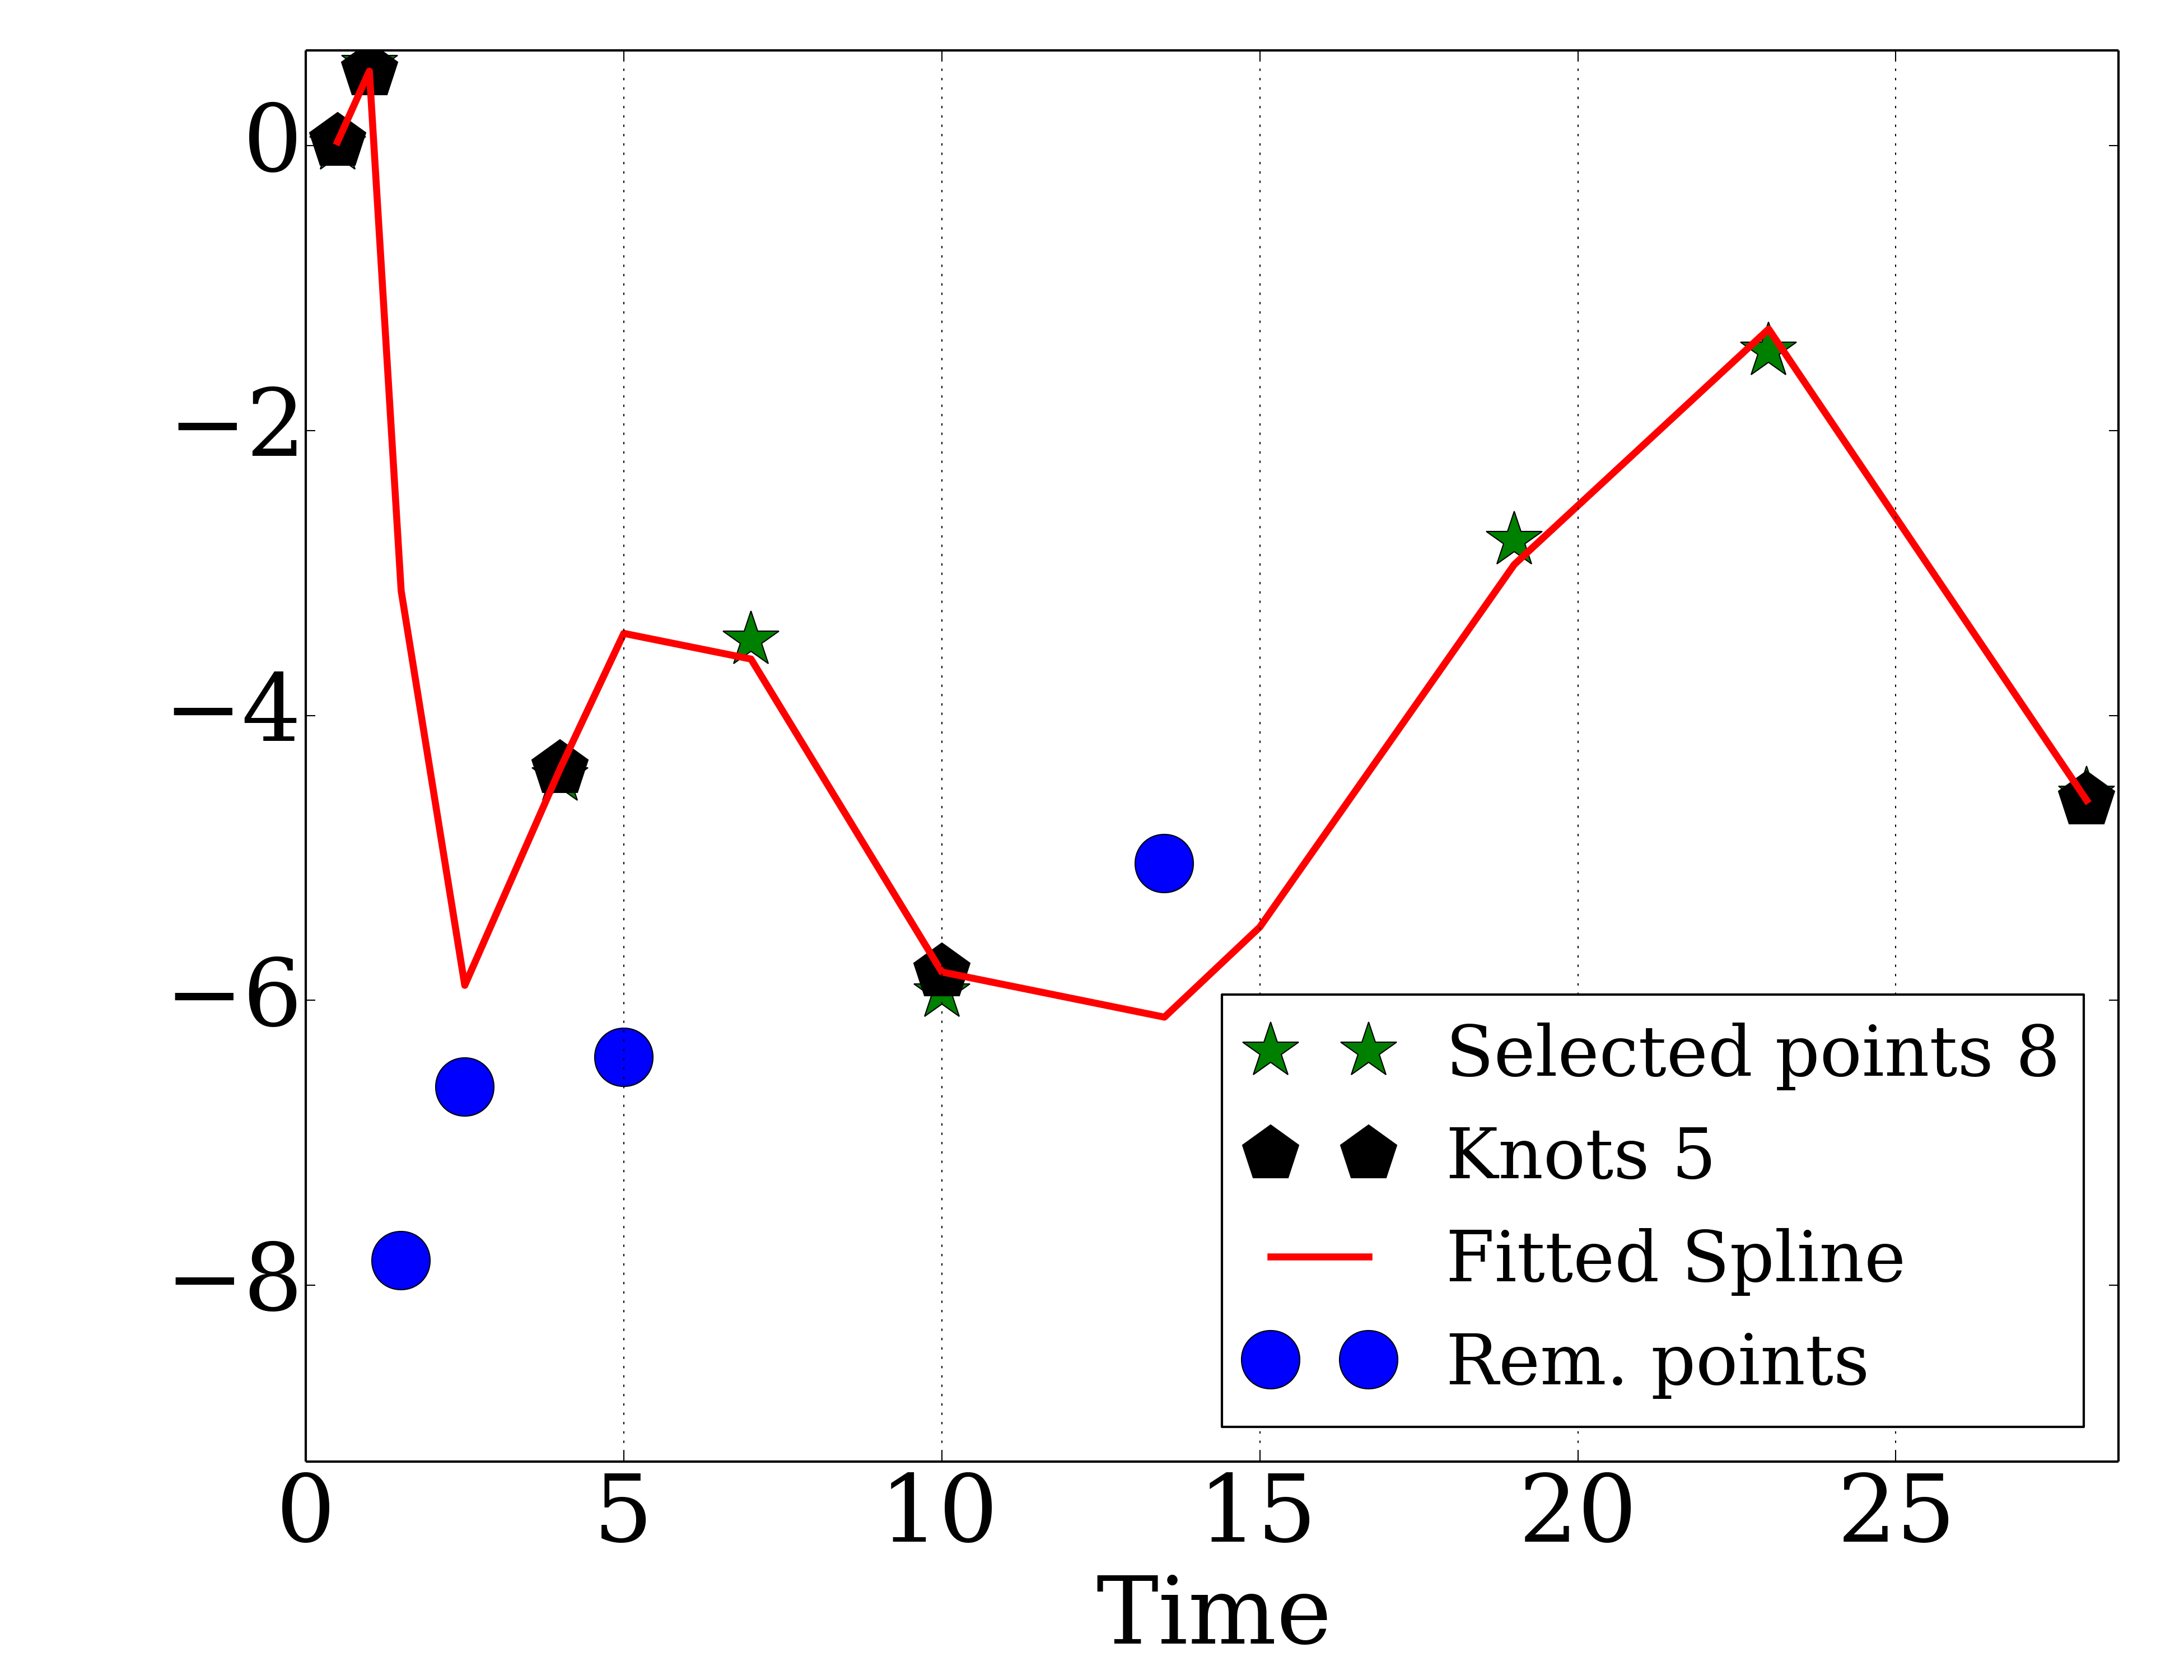 0
−2
−4
−6
−8
Selected points 8
Knots 5
Fitted Spline
Rem. points
0 5 10 15 20 25
Time